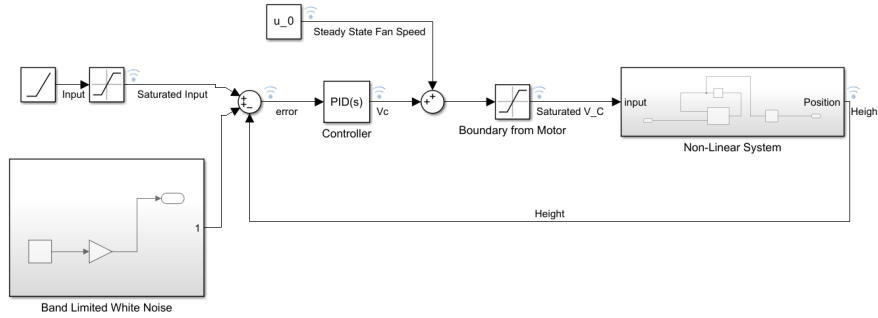 u_0
Steady State Fan Speed
Input
Saturated Input
error
PID(s)
Controller
Vc
Boundary from Motor
Saturated V_C
input
Position
Heigh
Non-Linear System
Height
1
Band Limited White Noise